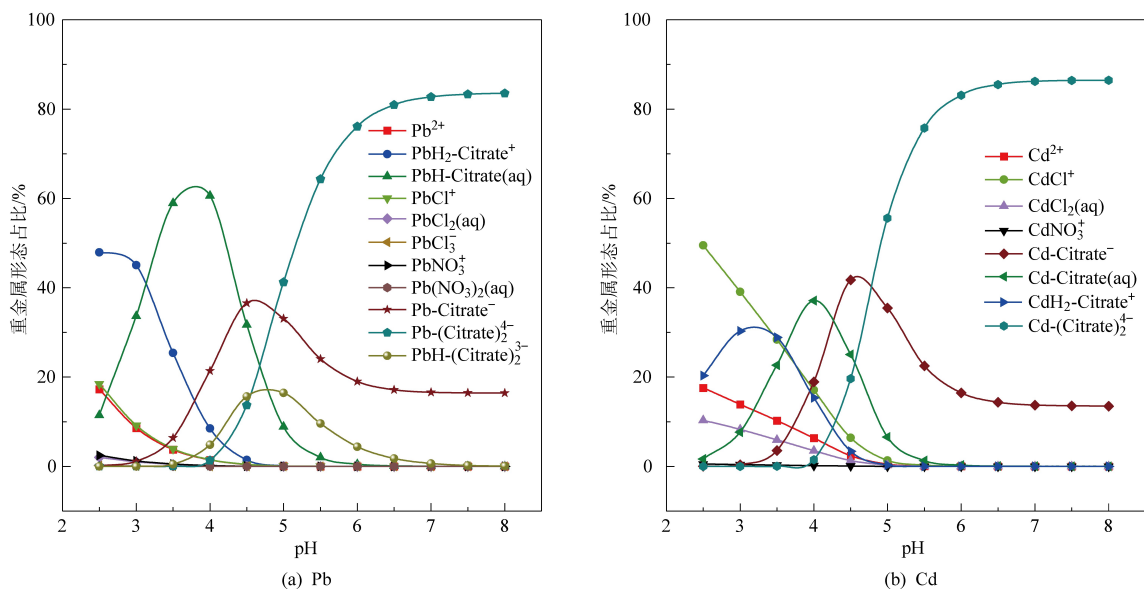 100
80
60
40
20
0
重金属形态占比/%
2
3
4
5
6
7
8
pH
Pb²⁺
PbH₂-Citrate⁺
PbH-Citrate(aq)
PbCl⁺
PbCl₂(aq)
PbCl₃⁻
PbNO₃⁺
Pb(NO₃)₂(aq)
Pb-Citrate⁻
Pb-(Citrate)₂⁴⁻
PbH-(Citrate)₂³⁻
(a) Pb
100
80
60
40
20
0
重金属形态占比/%
2
3
4
5
6
7
8
pH
Cd²⁺
CdCl⁺
CdCl₂(aq)
CdNO₃⁺
Cd-Citrate⁻
Cd-Citrate(aq)
CdH₂-Citrate⁺
Cd-(Citrate)₂⁴⁻
(b) Cd